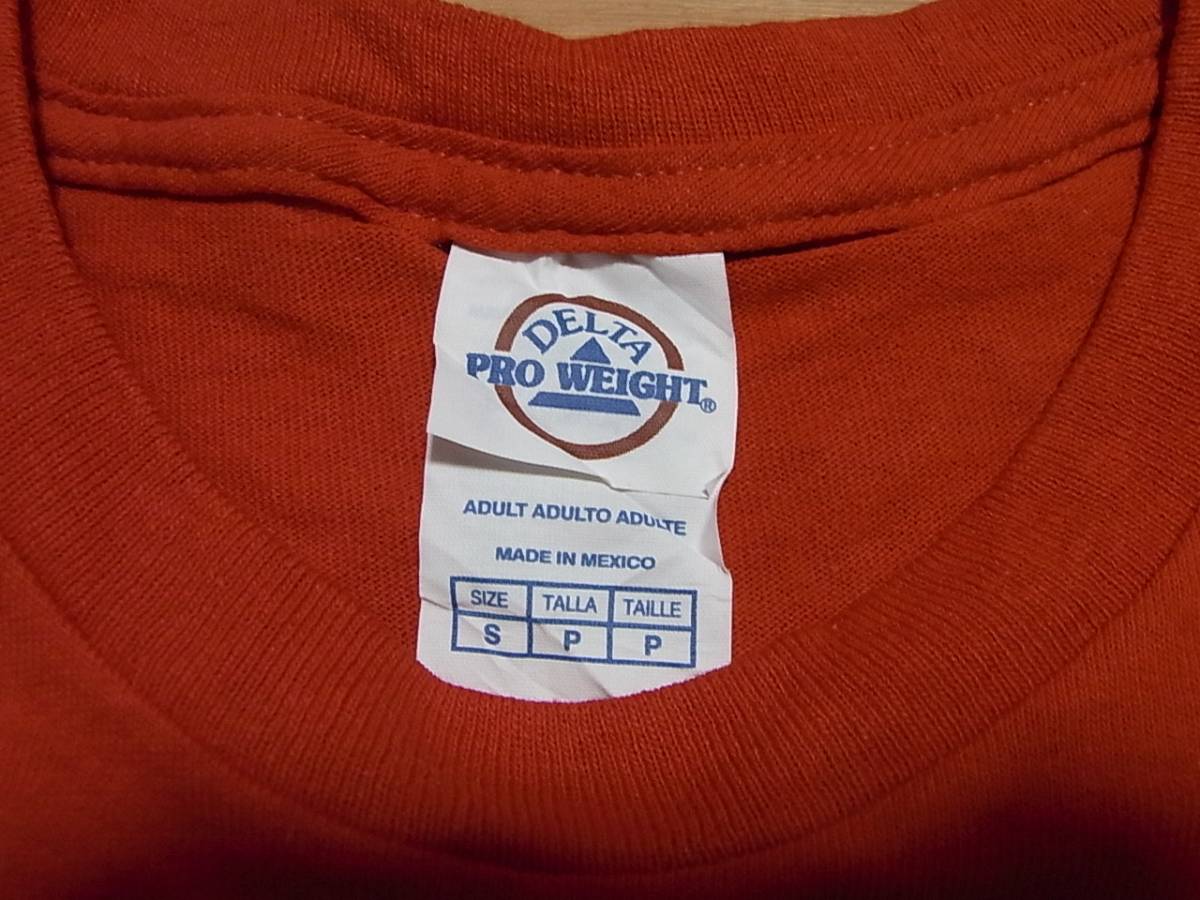 DELTA
PRO WEIGHT®
ADULT ADULTO ADULTE
MADE IN MEXICO
SIZE TALLA TAILLE
S P P